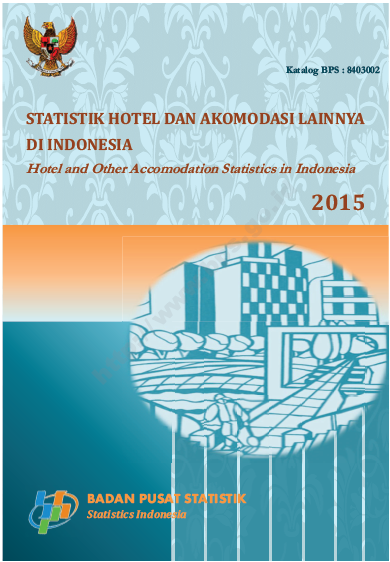 Katalog BPS : 8403002
STATISTIK HOTEL DAN AKOMODASI LAINNYA
DI INDONESIA
Hotel and Other Accomodation Statistics in Indonesia
2015
BADAN PUSAT STATISTIK
Statistics Indonesia